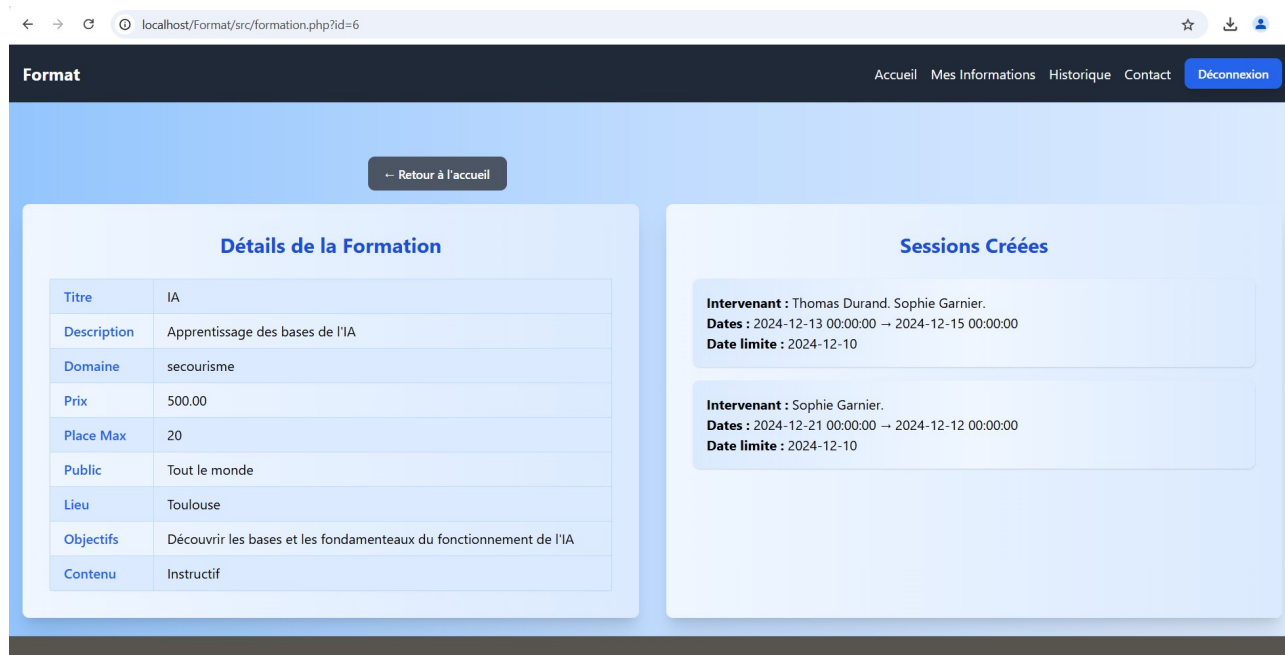 localhost/Format/src/formation.php?id=6
Format
Accueil Mes Informations Historique Contact Déconnexion
← Retour à l'accueil
Détails de la Formation
Titre IA
Description Apprentissage des bases de l'IA
Domaine secourisme
Prix 500.00
Place Max 20
Public Tout le monde
Lieu Toulouse
Objectifs Découvrir les bases et les fondamenteaux du fonctionnement de l'IA
Contenu Instructif
Sessions Créées
Intervenant : Thomas Durand. Sophie Garnier.
Dates : 2024-12-13 00:00:00 → 2024-12-15 00:00:00
Date limite : 2024-12-10
Intervenant : Sophie Garnier.
Dates : 2024-12-21 00:00:00 → 2024-12-12 00:00:00
Date limite : 2024-12-10